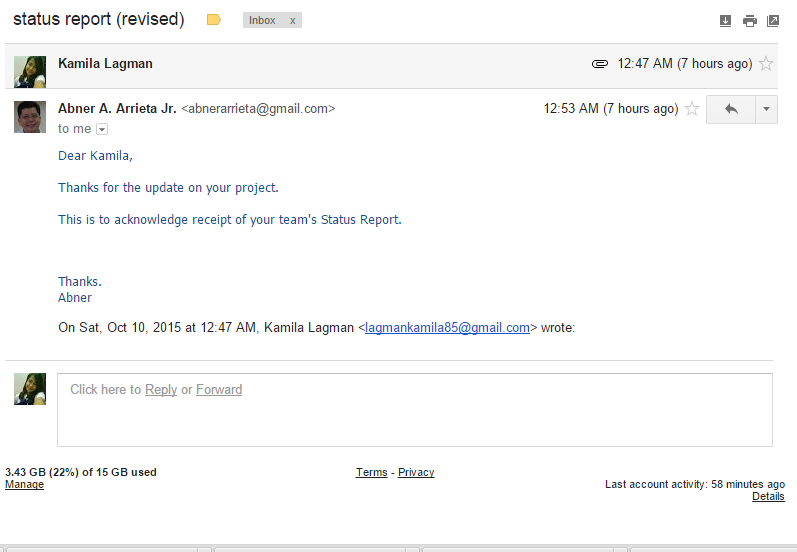 status report (revised)
Inbox x
Kamila Lagman
12:47 AM (7 hours ago)
Abner A. Arrieta Jr. <abnerarrieta@gmail.com>
12:53 AM (7 hours ago)
to me
Dear Kamila,
Thanks for the update on your project.
This is to acknowledge receipt of your team's Status Report.
Thanks.
Abner
On Sat, Oct 10, 2015 at 12:47 AM, Kamila Lagman <lagmankamila85@gmail.com> wrote:
Click here to Reply or Forward
3.43 GB (22%) of 15 GB used
Manage
Terms - Privacy
Last account activity: 58 minutes ago
Details